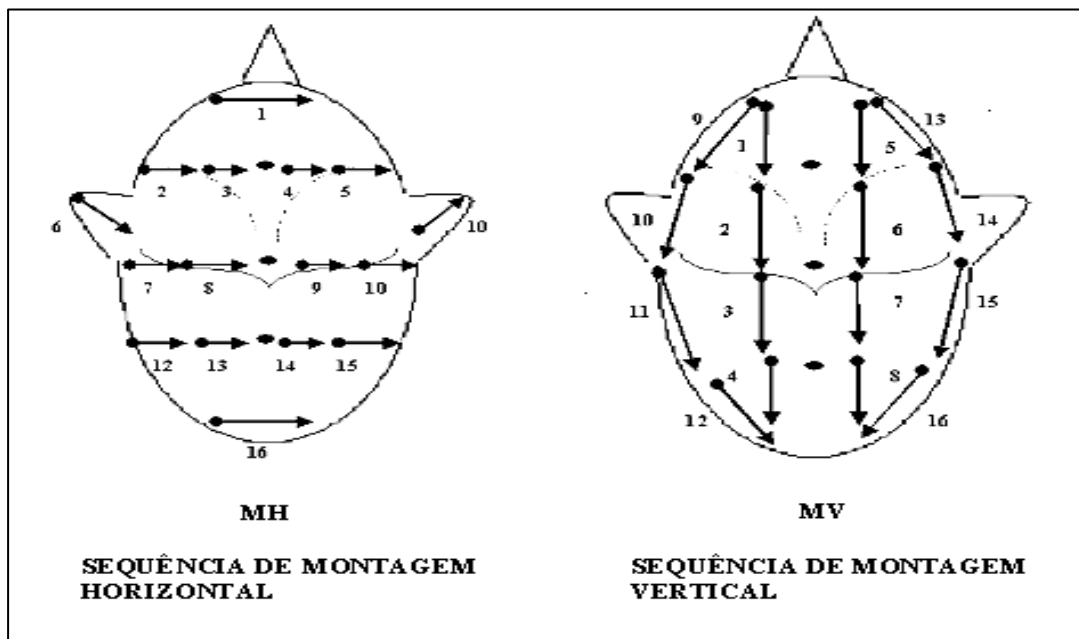 1
2 3 4 5
6 10
7 8 9 10
12 13 14 15
16
MH
SEQUÊNCIA DE MONTAGEM
HORIZONTAL
9 13
1 5
10 2 6 14
11 3 7 15
4 8
12 16
MV
SEQUÊNCIA DE MONTAGEM
VERTICAL